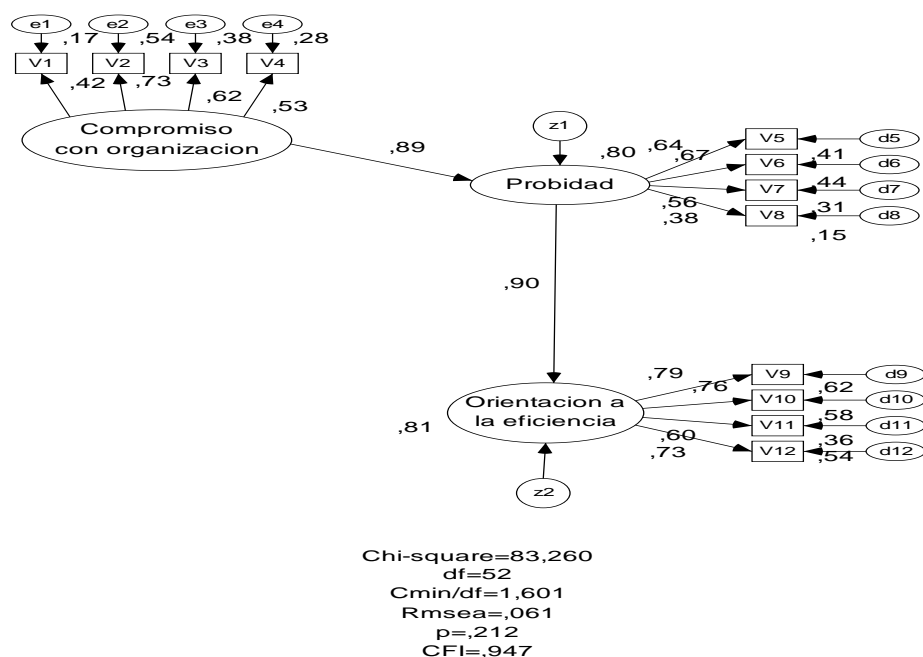 e1 e2 e3 e4
,17 ,54 ,38 ,28
V1 V2 V3 V4
,42 ,73 ,62 ,53
Compromiso
con organizacion
,89
z1
,80
Probidad
,64
,67
,56
,38
V5 d5
,41
V6 d6
,44
V7 d7
,31
V8 d8
,15
,90
Orientacion a
la eficiencia
,81
z2
,79
,76
,60
,73
V9 d9
,62
V10 d10
,58
V11 d11
,36
V12 d12
,54
Chi-square=83,260
df=52
Cmin/df=1,601
Rmsea=,061
p=,212
CFI=,947